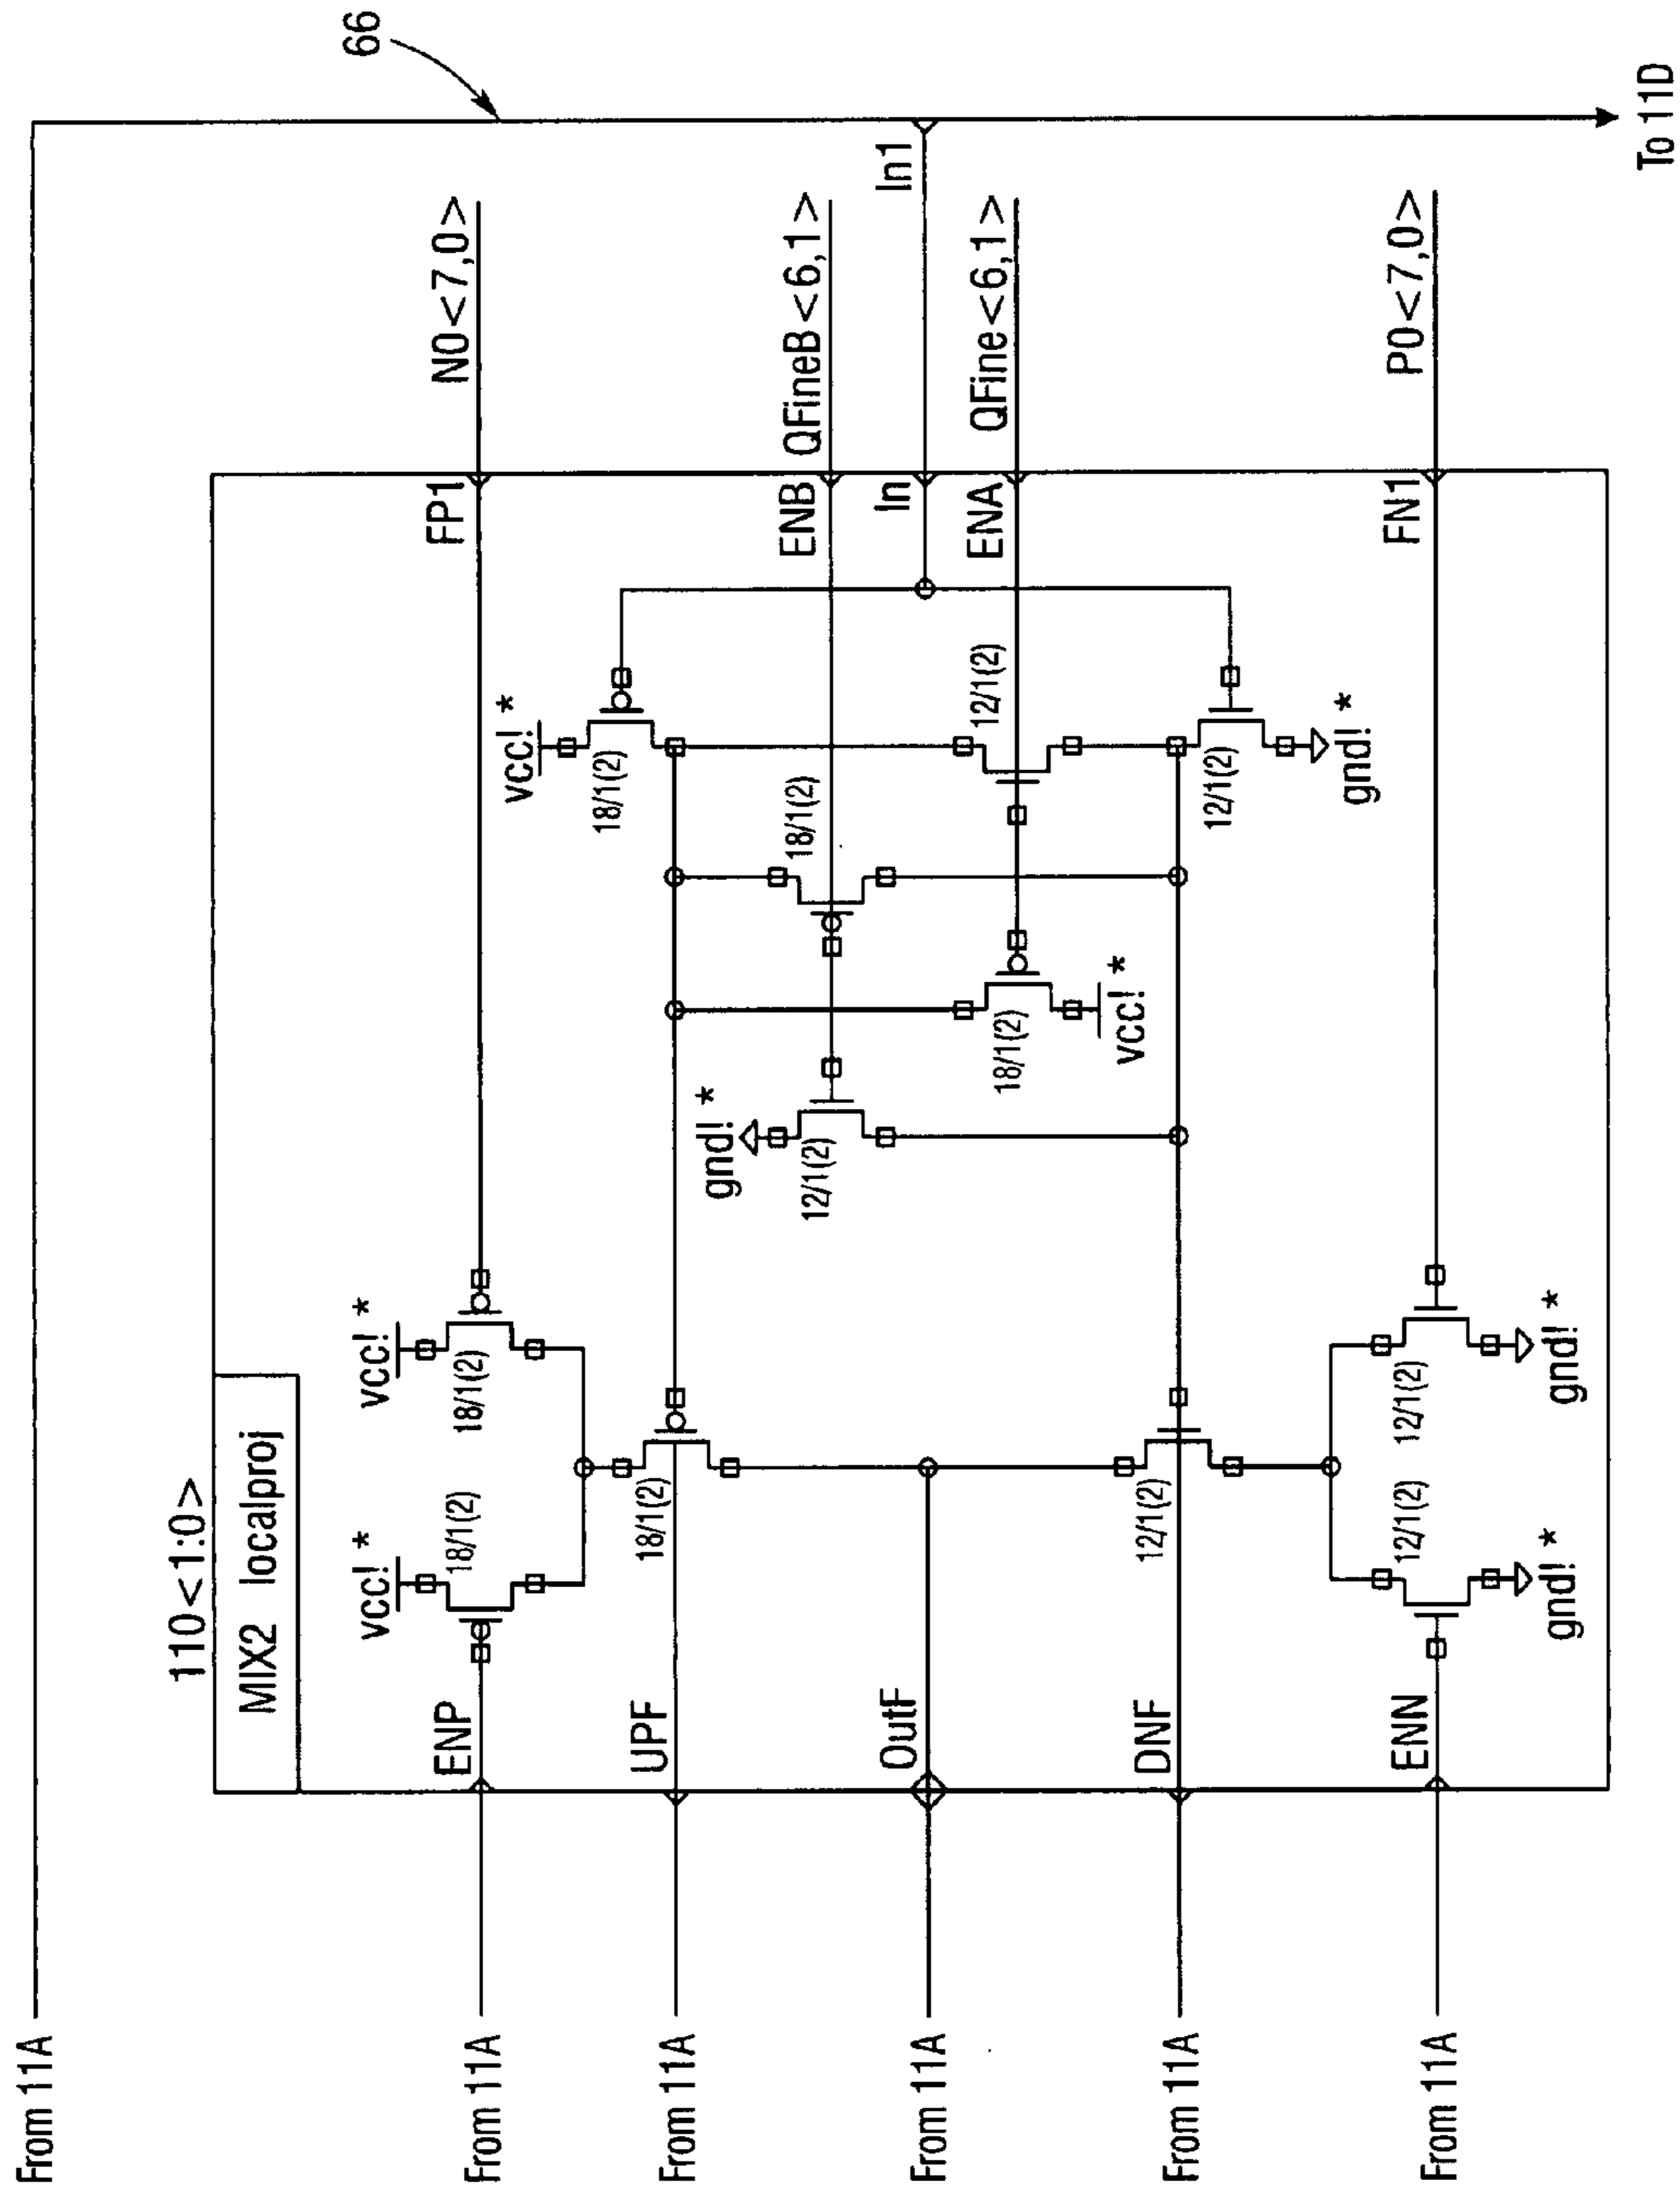 From 11A
110<1:0>
MIX2 localproj
66
vcc! *
vcc! *
From 11A
ENP
18/1(2)
18/1(2)
FP1
N0<7,0>
vcc! *
18/1(2)
From 11A
UPF
18/1(2)
gnd! *
12/1(2)
18/1(2)
ENB
QFineB<6,1>
From 11A
OutF
In
In1
18/1(2)
12/1(2)
ENA
QFine<6,1>
vcc! *
From 11A
DNF
12/1(2)
12/1(2)
gnd! *
From 11A
ENN
12/1(2)
12/1(2)
FN1
P0<7,0>
gnd! *
gnd! *
To 11D